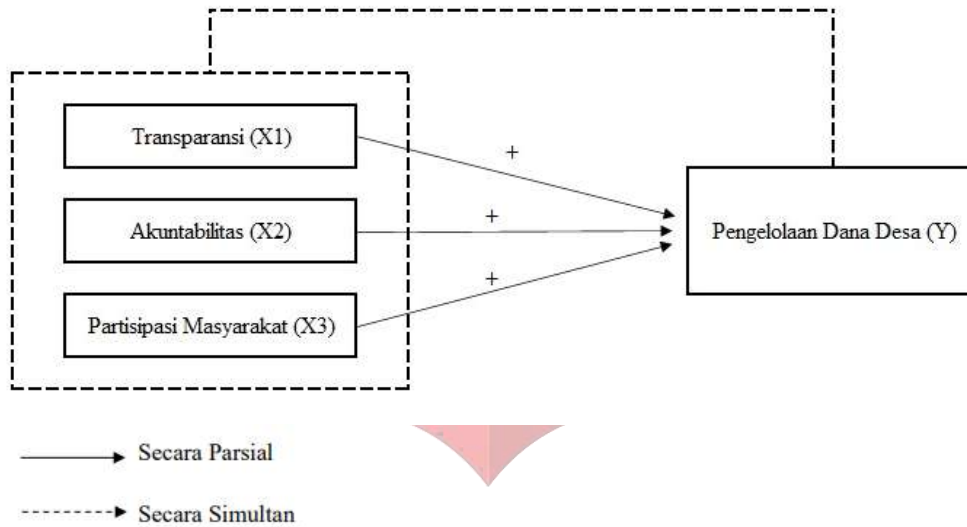 Transparansi (X1)
+
Akuntabilitas (X2)
+
Pengelolaan Dana Desa (Y)
+
Partisipasi Masyarakat (X3)
Secara Parsial
Secara Simultan